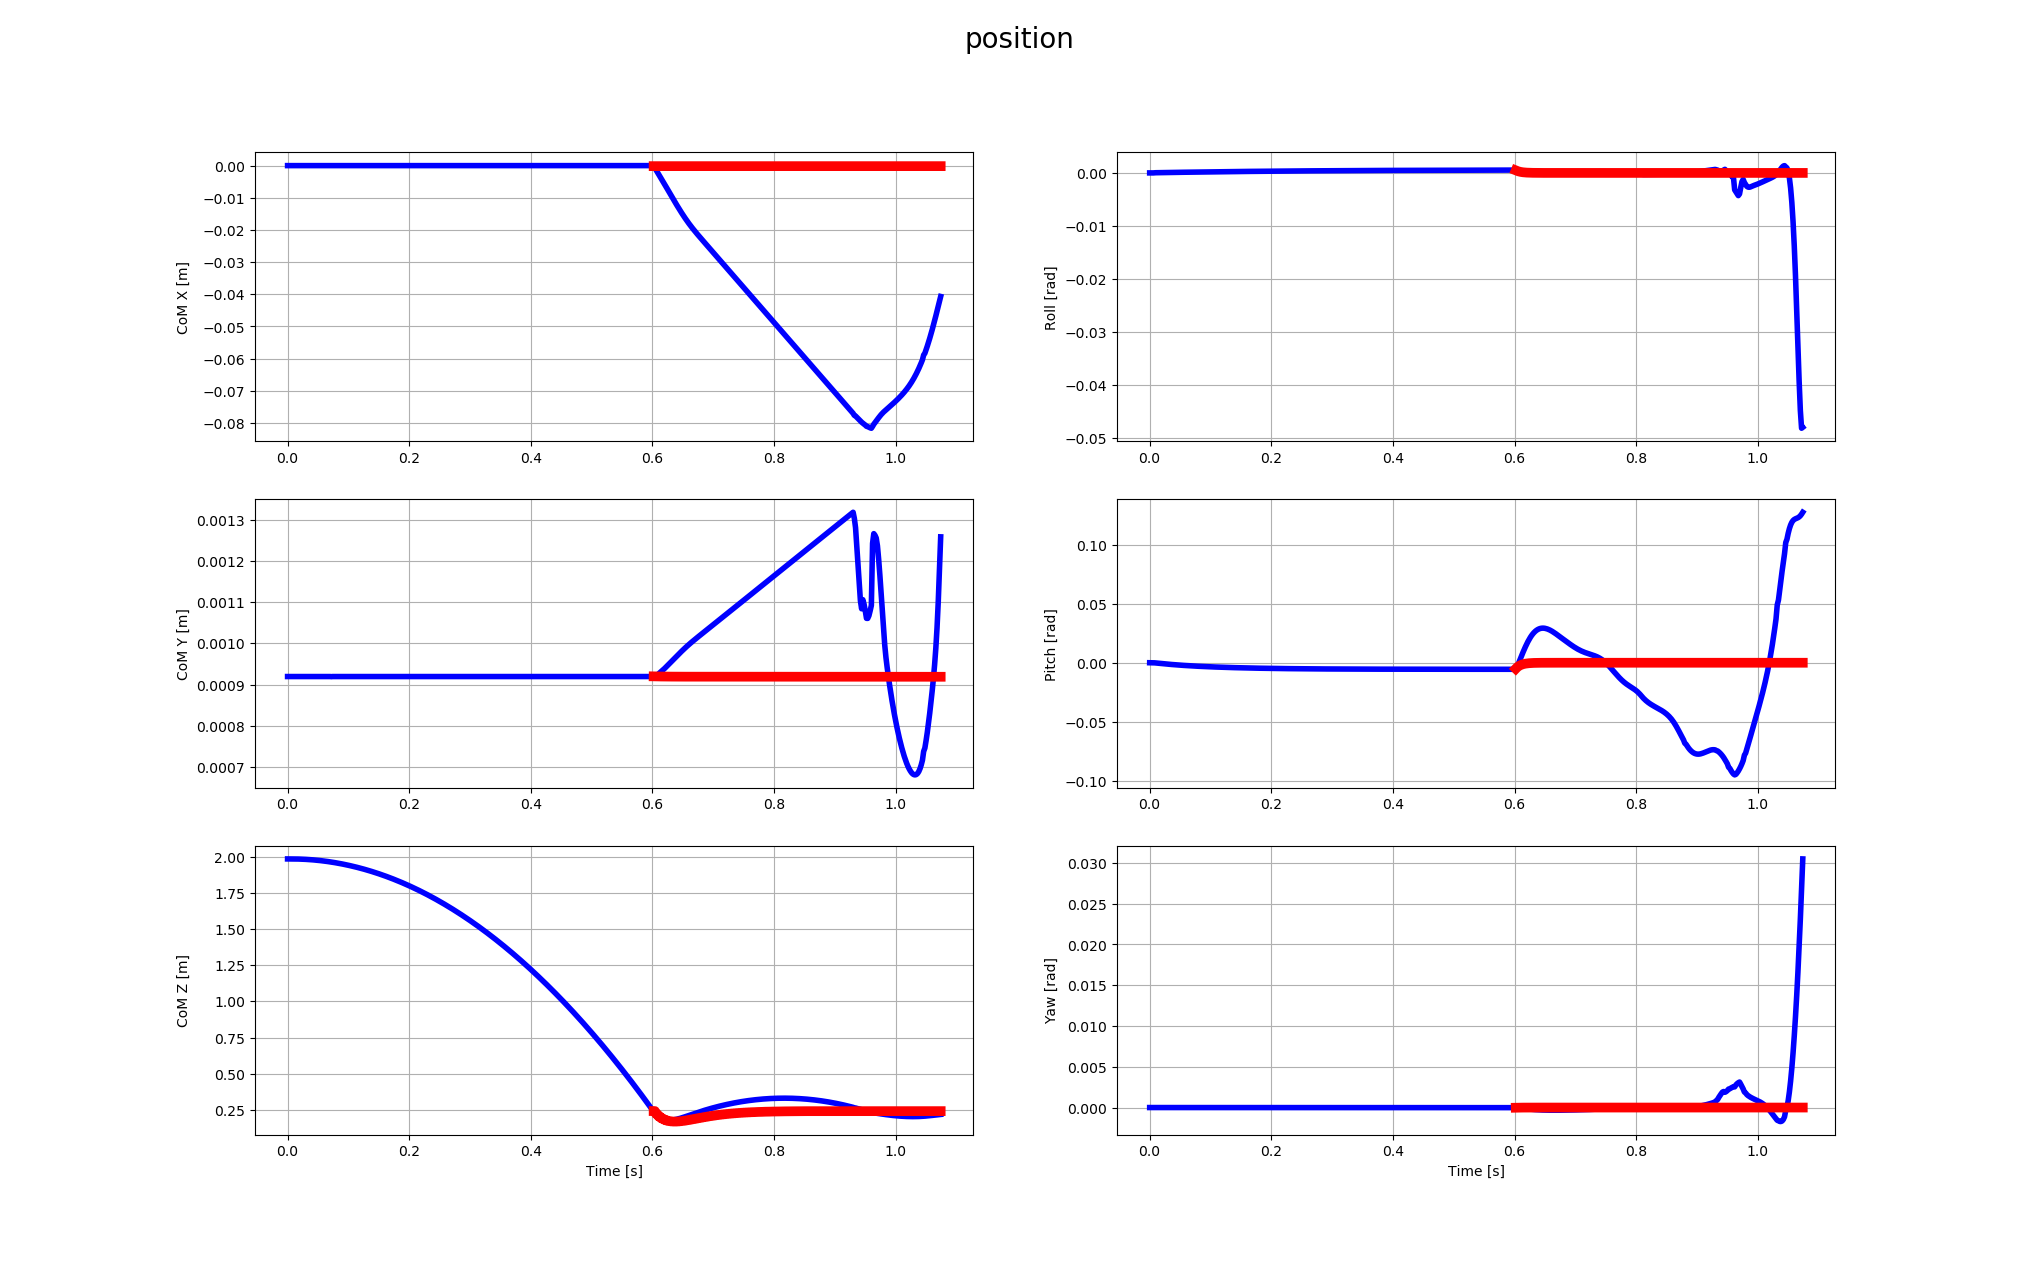 position
CoM X [m]
0.00
−0.01
−0.02
−0.03
−0.04
−0.05
−0.06
−0.07
−0.08
0.0 0.2 0.4 0.6 0.8 1.0
Roll [rad]
0.00
−0.01
−0.02
−0.03
−0.04
−0.05
0.0 0.2 0.4 0.6 0.8 1.0
CoM Y [m]
0.0013
0.0012
0.0011
0.0010
0.0009
0.0008
0.0007
0.0 0.2 0.4 0.6 0.8 1.0
Pitch [rad]
0.10
0.05
0.00
−0.05
−0.10
0.0 0.2 0.4 0.6 0.8 1.0
CoM Z [m]
2.00
1.75
1.50
1.25
1.00
0.75
0.50
0.25
0.0 0.2 0.4 0.6 0.8 1.0
Time [s]
Yaw [rad]
0.030
0.025
0.020
0.015
0.010
0.005
0.000
0.0 0.2 0.4 0.6 0.8 1.0
Time [s]